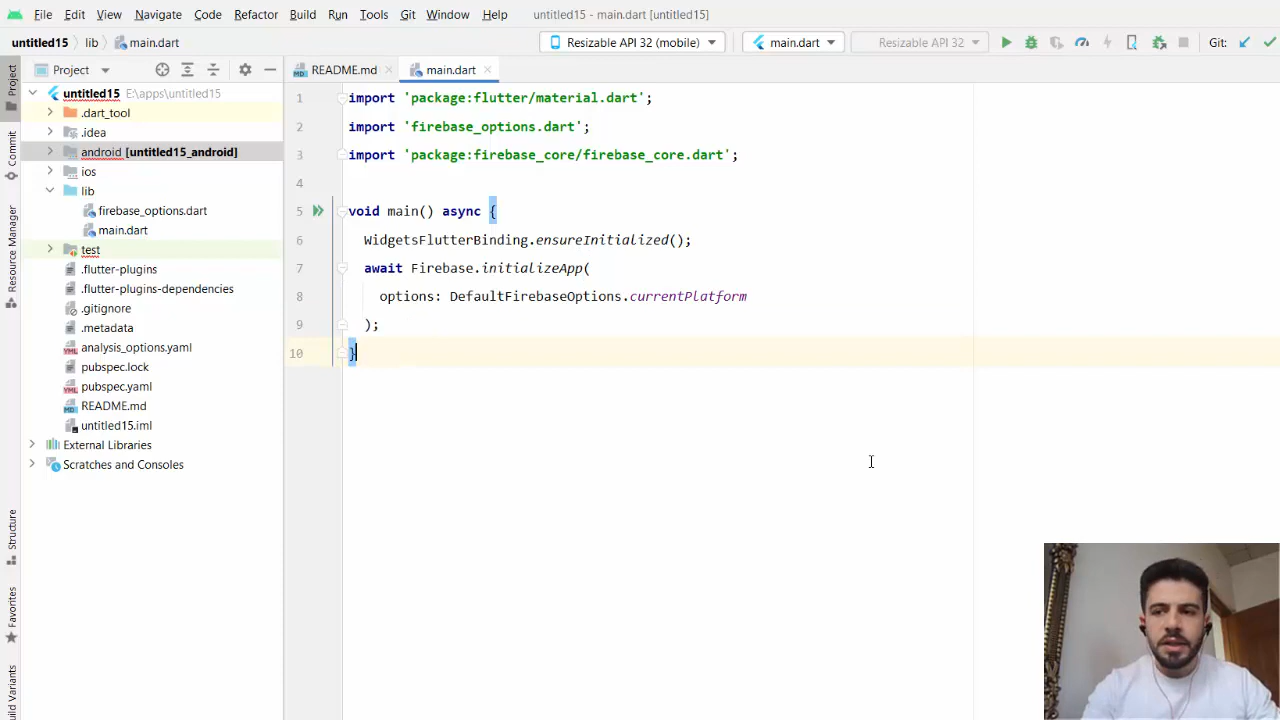 File Edit View Navigate Code Refactor Build Run Tools Git Window Help untitled15 - main.dart [untitled15]
untitled15 lib main.dart Resizable API 32 (mobile) main.dart Resizable API 32 Git:
Project README.md main.dart
Project
Commit
Resource Manager
Structure
Favorites
Build Variants
untitled15 E:\apps\untitled15
.dart_tool
.idea
android [untitled15_android]
ios
lib
firebase_options.dart
main.dart
test
.flutter-plugins
.flutter-plugins-dependencies
.gitignore
.metadata
analysis_options.yaml
pubspec.lock
pubspec.yaml
README.md
untitled15.iml
External Libraries
Scratches and Consoles
1 import 'package:flutter/material.dart';
2 import 'firebase_options.dart';
3 import 'package:firebase_core/firebase_core.dart';
4
5 void main() async {
6 WidgetsFlutterBinding.ensureInitialized();
7 await Firebase.initializeApp(
8 options: DefaultFirebaseOptions.currentPlatform
9 );
10 }